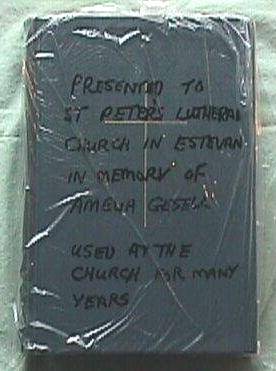 PRESENTED TO
ST PETERS LUTHERAN
CHURCH IN ESTEVAN
IN MEMORY OF
AMELIA GESELL
USED AT THE
CHURCH FOR MANY
YEARS